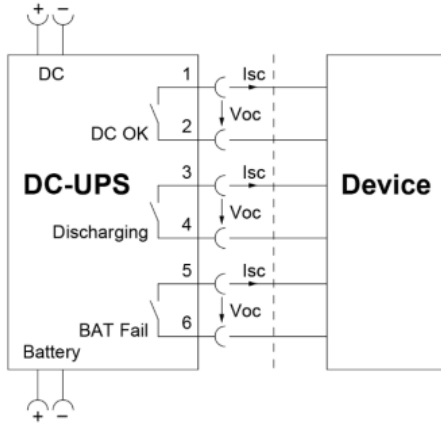 + −
DC
1 Isc
Voc
DC OK 2
3 Isc
DC-UPS Device
Voc
Discharging 4
5 Isc
Voc
BAT Fail 6
Battery
+ −